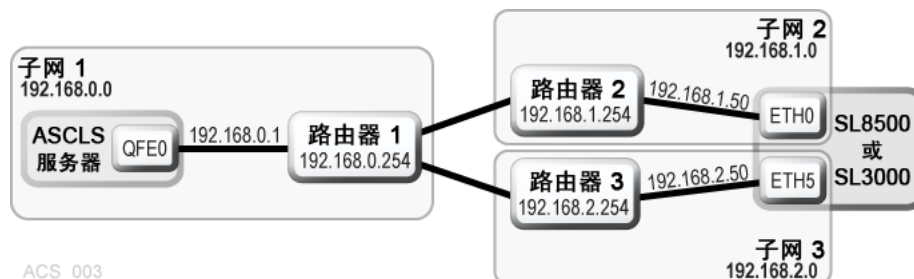 子网 1
192.168.0.0
ASCLS
服务器
QFE0
192.168.0.1
路由器 1
192.168.0.254
子网 2
192.168.1.0
路由器 2
192.168.1.254
192.168.1.50
ETH0
SL8500
或
SL3000
路由器 3
192.168.2.254
192.168.2.50
ETH5
子网 3
192.168.2.0
ACS_003